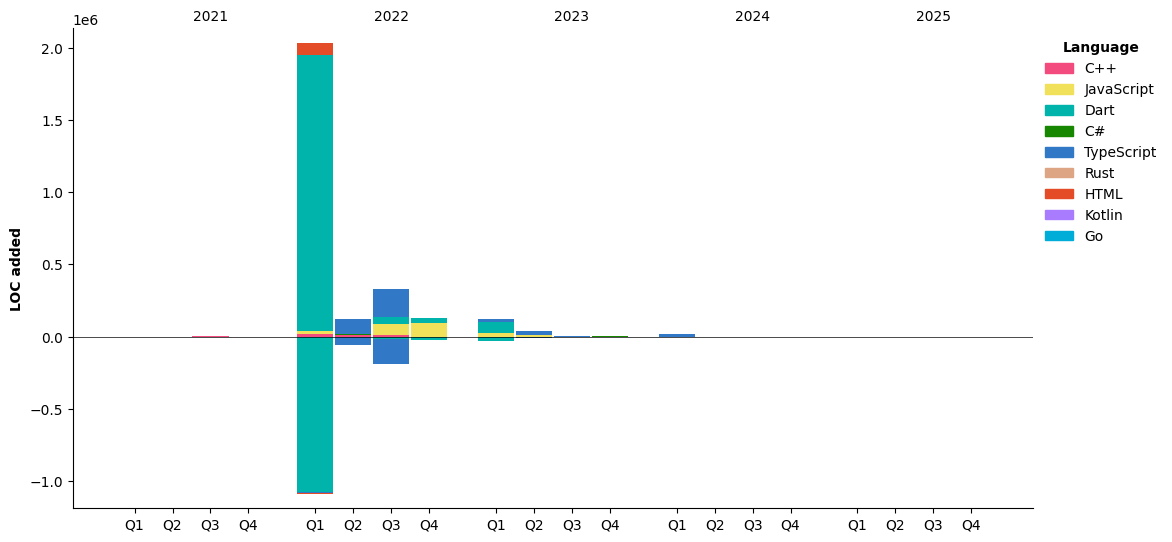 1e6
2021 2022 2023 2024 2025
2.0
1.5
1.0
0.5
0.0
−0.5
−1.0
LOC added
Q1 Q2 Q3 Q4 Q1 Q2 Q3 Q4 Q1 Q2 Q3 Q4 Q1 Q2 Q3 Q4 Q1 Q2 Q3 Q4
Language
C++
JavaScript
Dart
C#
TypeScript
Rust
HTML
Kotlin
Go